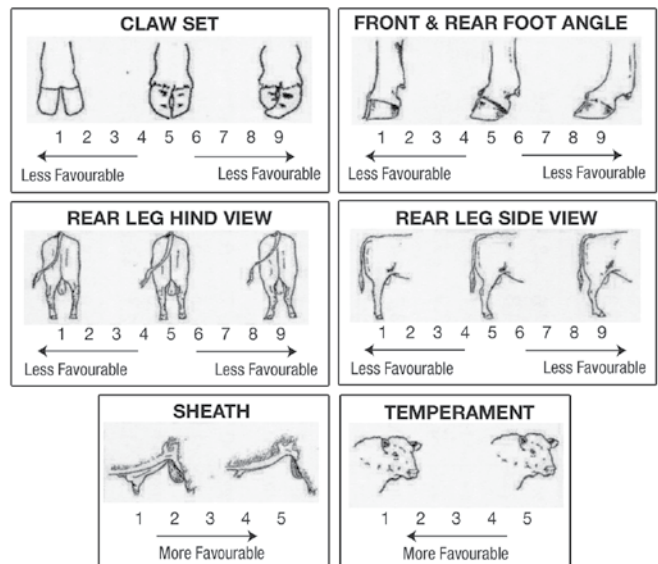 CLAW SET
1 2 3 4 5 6 7 8 9
Less Favourable Less Favourable
FRONT & REAR FOOT ANGLE
1 2 3 4 5 6 7 8 9
Less Favourable Less Favourable
REAR LEG HIND VIEW
1 2 3 4 5 6 7 8 9
Less Favourable Less Favourable
REAR LEG SIDE VIEW
1 2 3 4 5 6 7 8 9
Less Favourable Less Favourable
SHEATH
1 2 3 4 5
More Favourable
TEMPERAMENT
1 2 3 4 5
More Favourable